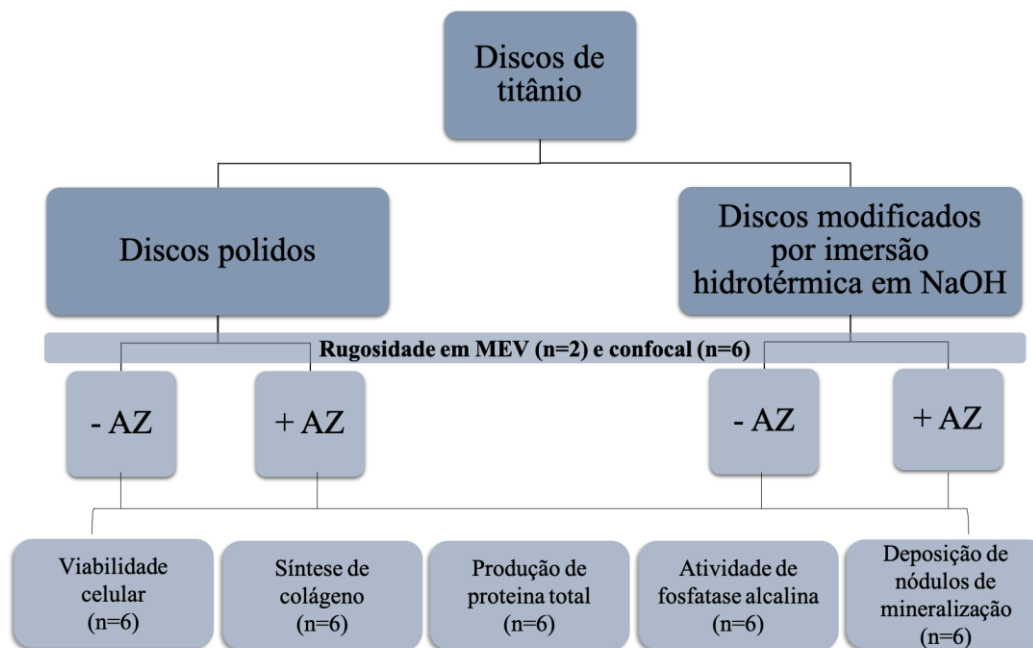 Discos de
titânio
Discos polidos
Discos modificados
por imersão
hidrotérmica em NaOH
Rugosidade em MEV (n=2) e confocal (n=6)
- AZ
+ AZ
- AZ
+ AZ
Viabilidade
celular
(n=6)
Síntese de
colágeno
(n=6)
Produção de
proteina total
(n=6)
Atividade de
fosfatase alcalina
(n=6)
Deposição de
nódulos de
mineralização
(n=6)